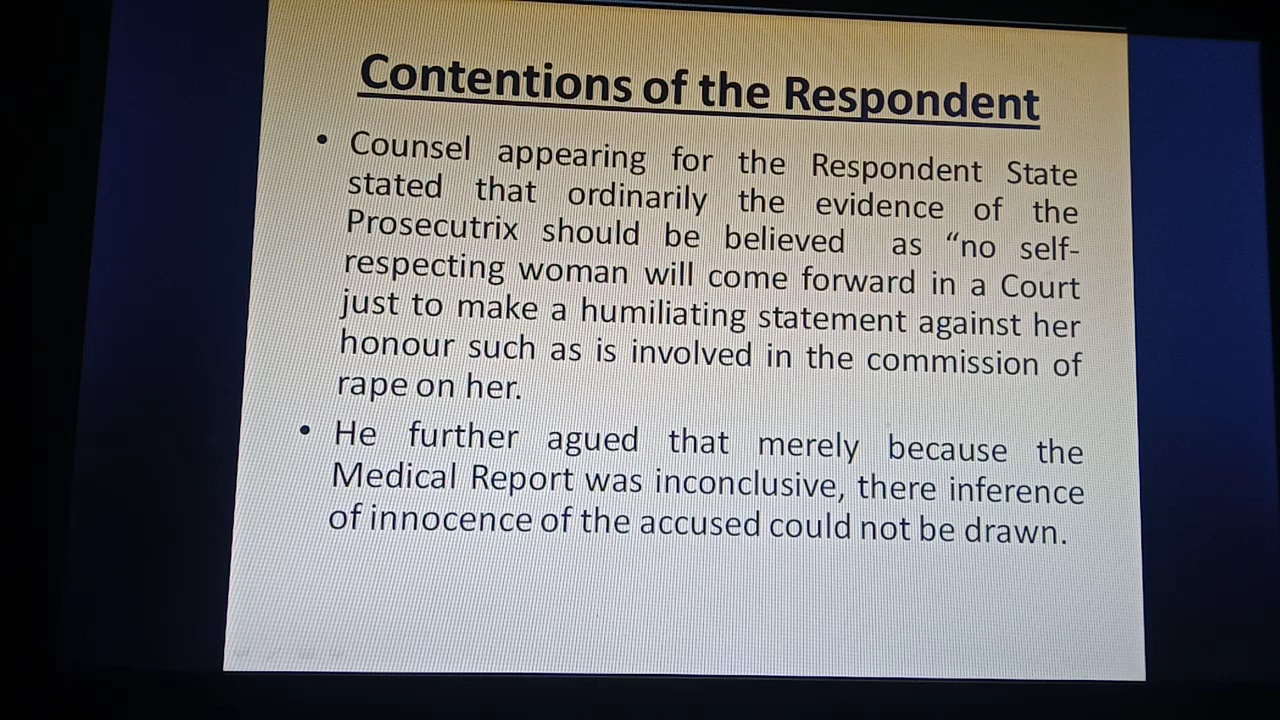 Contentions of the Respondent
• Counsel appearing for the Respondent State
stated that ordinarily the evidence of the
Prosecutrix should be believed as “no self-
respecting woman will come forward in a Court
just to make a humiliating statement against her
honour such as is involved in the commission of
rape on her.
• He further agued that merely because the
Medical Report was inconclusive, there inference
of innocence of the accused could not be drawn.